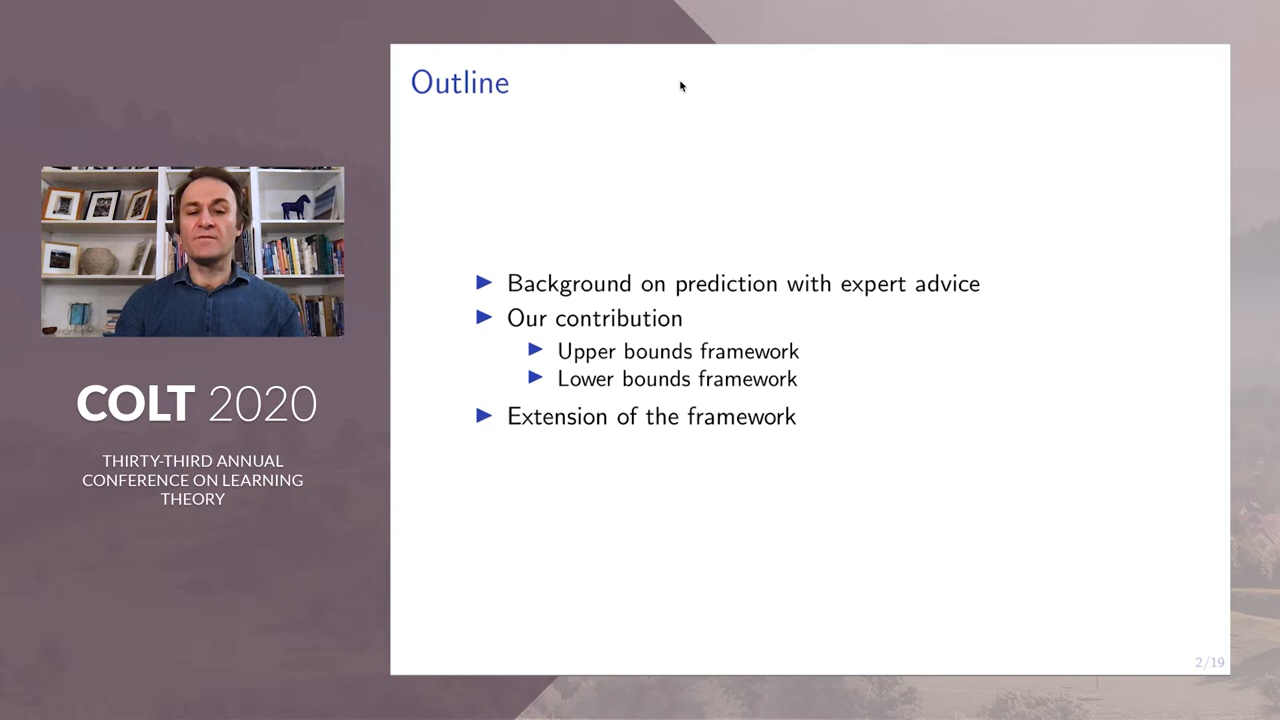 Outline
▶ Background on prediction with expert advice
▶ Our contribution
▶ Upper bounds framework
▶ Lower bounds framework
▶ Extension of the framework
2/19
COLT 2020
THIRTY-THIRD ANNUAL
CONFERENCE ON LEARNING
THEORY